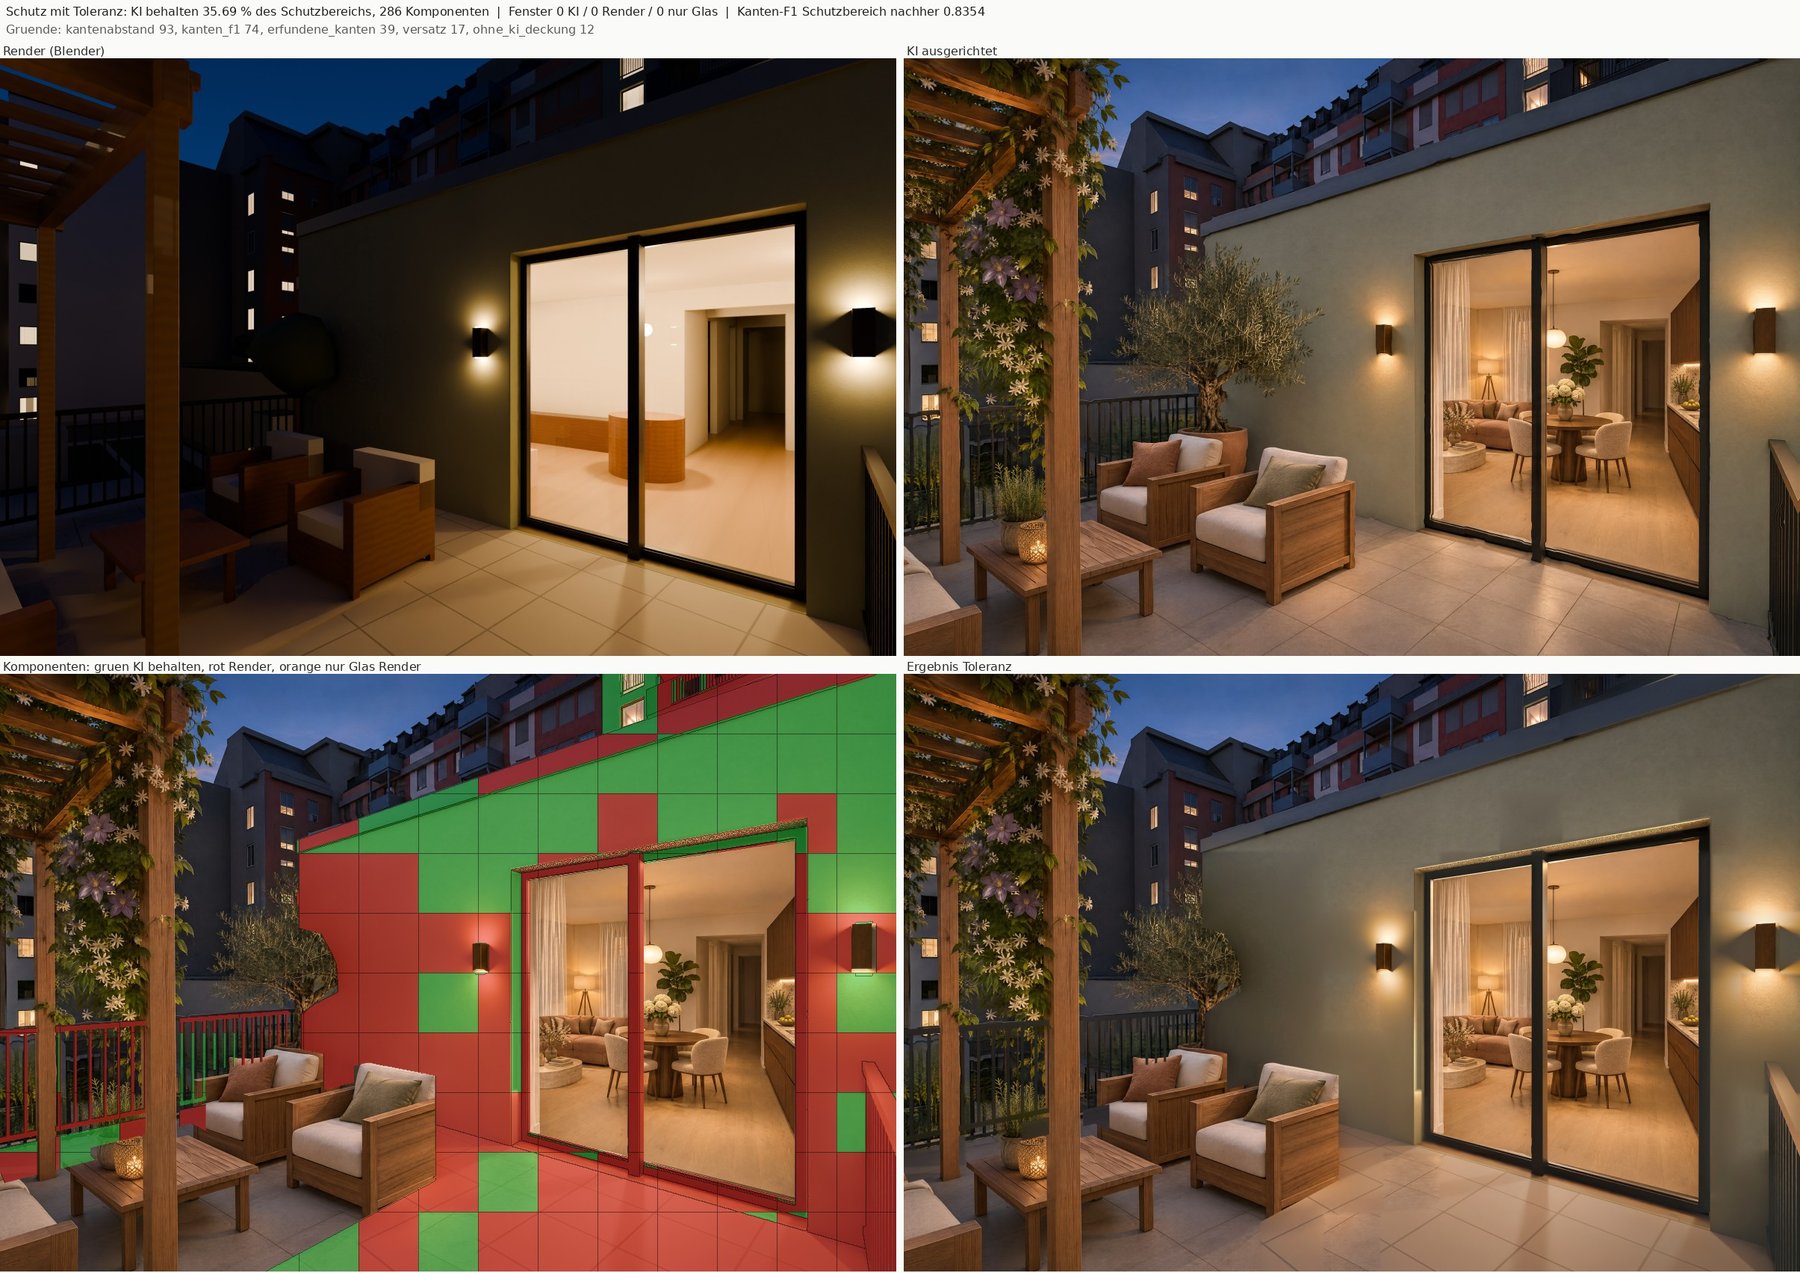 Schutz mit Toleranz: KI behalten 35.69 % des Schutzbereichs, 286 Komponenten | Fenster 0 KI / 0 Render / 0 nur Glas | Kanten-F1 Schutzbereich nachher 0.8354
Gruende: kantenabstand 93, kanten_f1 74, erfundene_kanten 39, versatz 17, ohne_ki_deckung 12
Render (Blender)
KI ausgerichtet
Komponenten: gruen KI behalten, rot Render, orange nur Glas Render
Ergebnis Toleranz